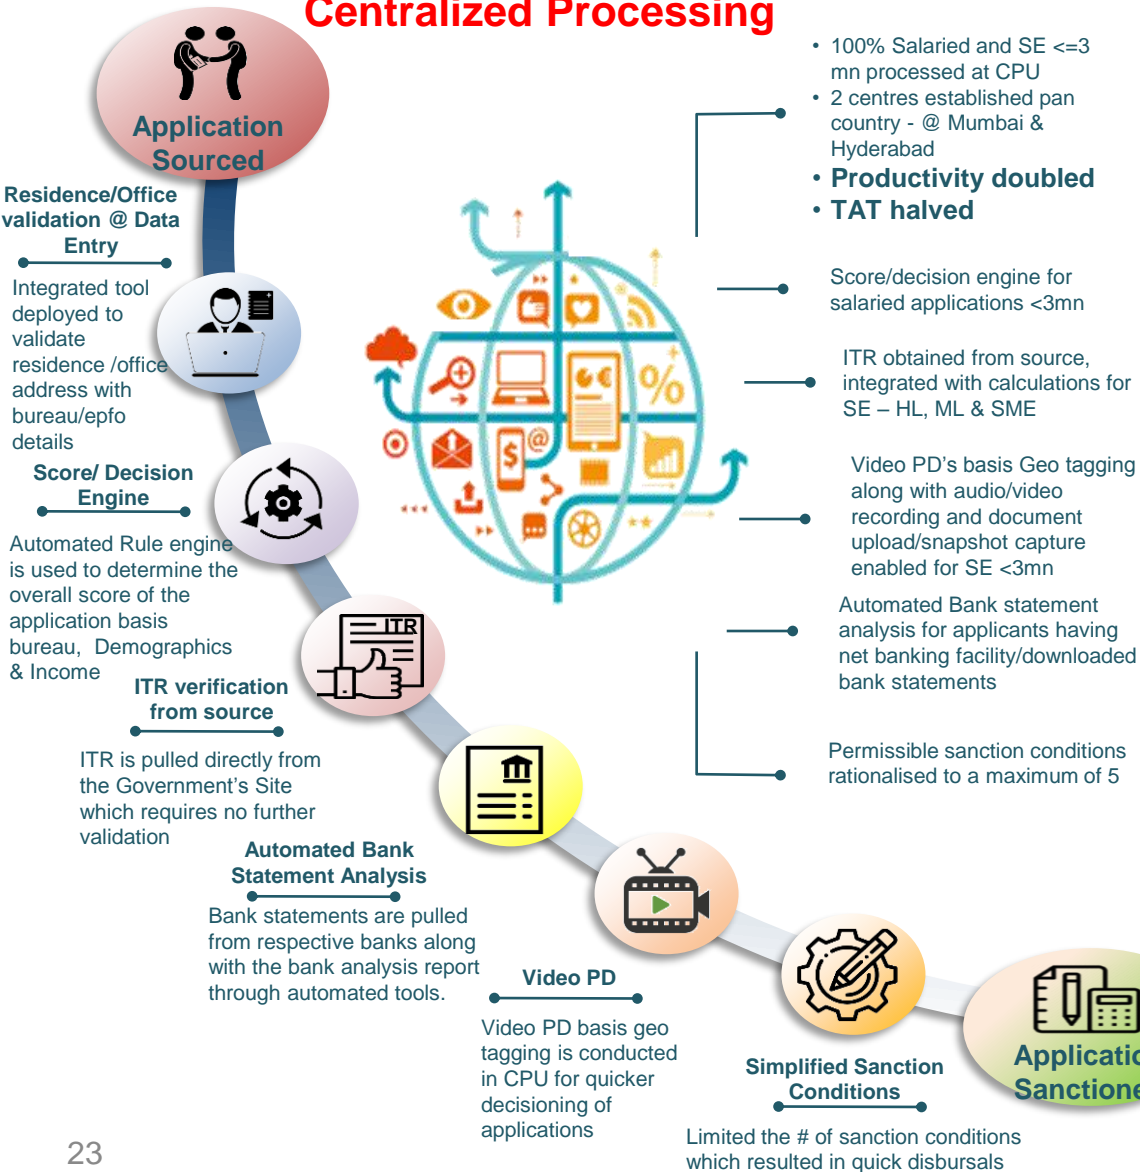 Centralized Processing
Application
Sourced
Residence/Office
validation @ Data
Entry
Integrated tool
deployed to
validate
residence /office
address with
bureau/epfo
details
Score/ Decision
Engine
Automated Rule engine
is used to determine the
overall score of the
application basis
bureau, Demographics
& Income
ITR
ITR verification
from source
ITR is pulled directly from
the Government's Site
which requires no further
validation
Automated Bank
Statement Analysis
Bank statements are pulled
from respective banks along
with the bank analysis report
through automated tools.
Video PD
Video PD basis geo
tagging is conducted
in CPU for quicker
decisioning of
applications
Simplified Sanction
Conditions
Limited the # of sanction conditions
which resulted in quick disbursals
Applicatio
Sanctione
• 100% Salaried and SE <=3
mn processed at CPU
• 2 centres established pan
country - @ Mumbai &
Hyderabad
• Productivity doubled
• TAT halved
Score/decision engine for
salaried applications <3mn
ITR obtained from source,
integrated with calculations for
SE – HL, ML & SME
Video PD's basis Geo tagging
along with audio/video
recording and document
upload/snapshot capture
enabled for SE <3mn
Automated Bank statement
analysis for applicants having
net banking facility/downloaded
bank statements
Permissible sanction conditions
rationalised to a maximum of 5
%
$
@
23